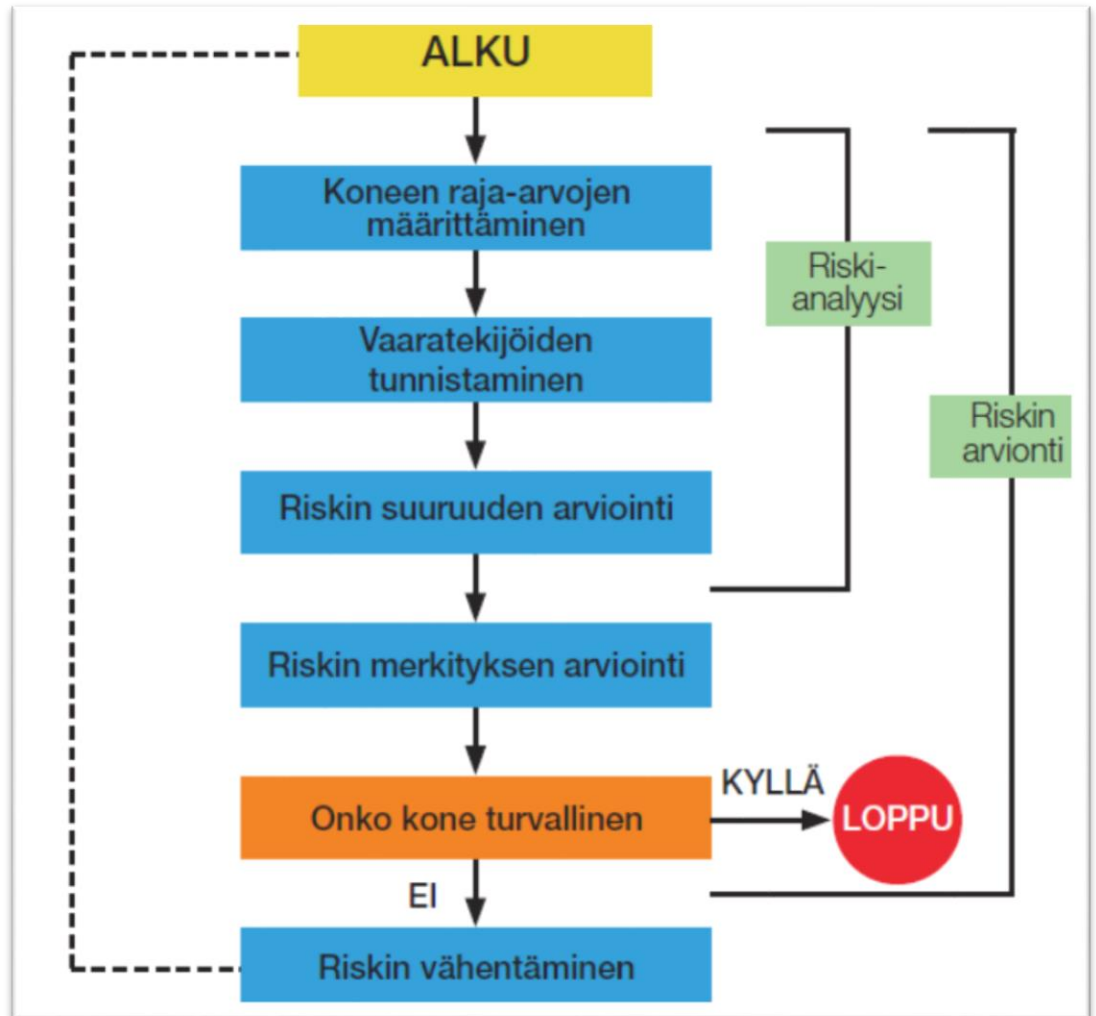 ALKU
Koneen raja-arvojen
määrittäminen
Riski-
analyysi
Vaaratekijöiden
tunnistaminen
Riskin
arvionti
Riskin suuruuden arviointi
Riskin merkityksen arviointi
Onko kone turvallinen
KYLLÄ
LOPPU
EI
Riskin vähentäminen